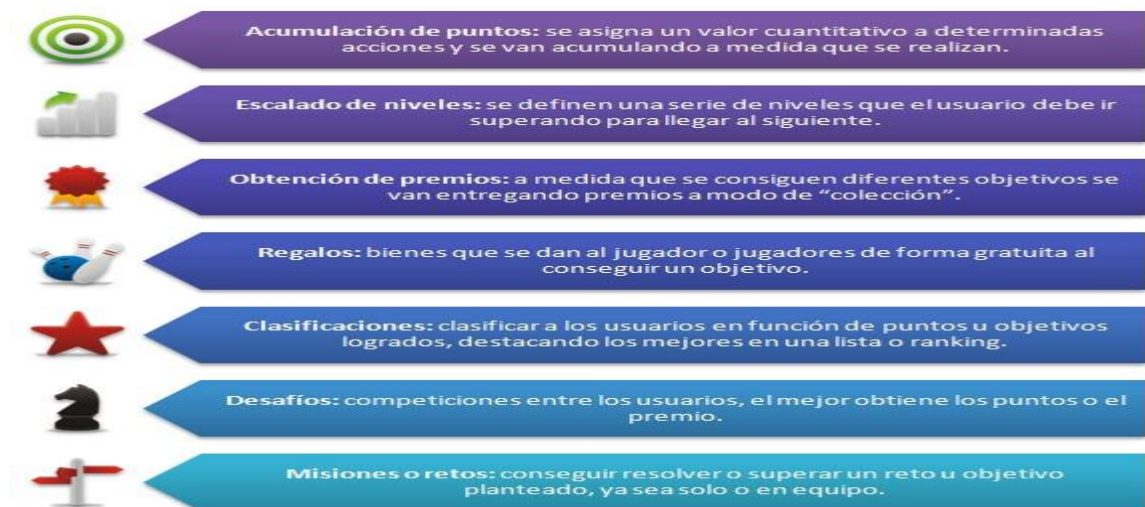 Acumulación de puntos: se asigna un valor cuantitativo a determinadas
acciones y se van acumulando a medida que se realizan.
Escalado de niveles: se definen una serie de niveles que el usuario debe ir
superando para llegar al siguiente.
Obtención de premios: a medida que se consiguen diferentes objetivos se
van entregando premios a modo de “colección”.
Regalos: bienes que se dan al jugador o jugadores de forma gratuita al
conseguir un objetivo.
Clasificaciones: clasificar a los usuarios en función de puntos u objetivos
logrados, destacando los mejores en una lista o ranking.
Desafíos: competiciones entre los usuarios, el mejor obtiene los puntos o el
premio.
Misiones o retos: conseguir resolver o superar un reto u objetivo
planteado, ya sea solo o en equipo.